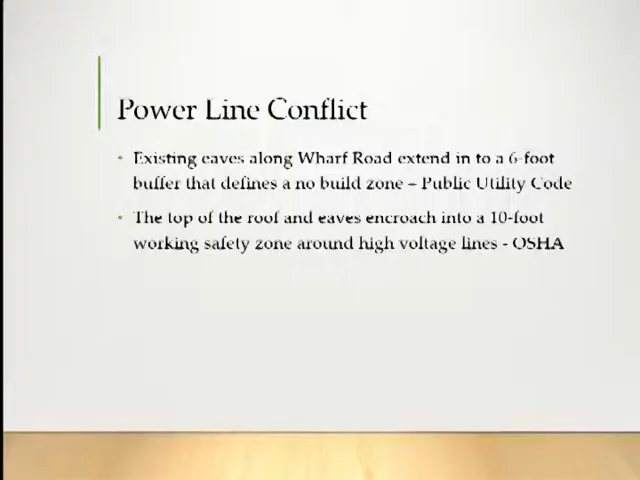 Power Line Conflict
• Existing eaves along Wharf Road extend in to a 6-foot
buffer that defines a no build zone – Public Utility Code
• The top of the roof and eaves encroach into a 10-foot
working safety zone around high voltage lines - OSHA